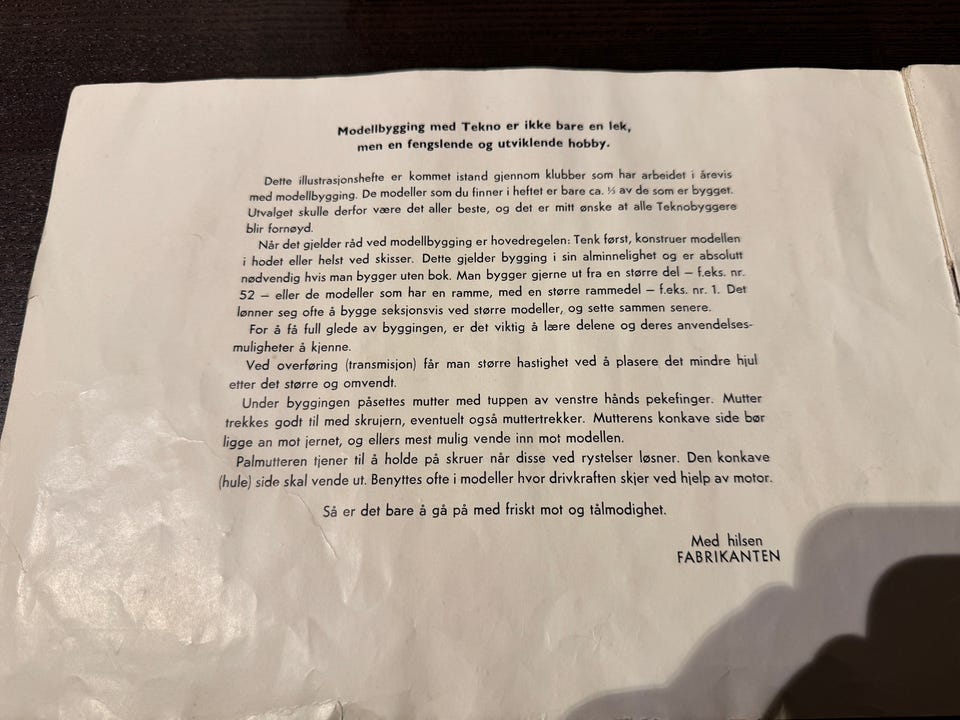 Modellbygging med Tekno er ikke bare en lek,
men en fengslende og utviklende hobby.
Dette illustrasjonshefte er kommet istand gjennom klubber som har arbeidet i årevis
med modellbygging. De modeller som du finner i heftet er bare ca. ⅓ av de som er bygget.
Utvalget skulle derfor være det aller beste, og det er mitt ønske at alle Teknobyggere
blir fornøyd.
Når det gjelder råd ved modellbygging er hovedregelen: Tenk først, konstruer modellen
i hodet eller helst ved skisser. Dette gjelder bygging i sin alminnelighet og er absolutt
nødvendig hvis man bygger uten bok. Man bygger gjerne ut fra en større del – f.eks. nr.
52 – eller de modeller som har en ramme, med en større rammedel – f.eks. nr. 1. Det
lønner seg ofte å bygge seksjonsvis ved større modeller, og sette sammen senere.
For å få full glede av byggingen, er det viktig å lære delene og deres anvendelses-
muligheter å kjenne.
Ved overføring (transmisjon) får man større hastighet ved å plasere det mindre hjul
etter det større og omvendt.
Under byggingen påsettes mutter med tuppen av venstre hånds pekefinger. Mutter
trekkes godt til med skrujern, eventuelt også muttertrekker. Mutterens konkave side bør
ligge an mot jernet, og ellers mest mulig vende inn mot modellen.
Palmutteren tjener til å holde på skruer når disse ved rystelser løsner. Den konkave
(hule) side skal vende ut. Benyttes ofte i modeller hvor drivkraften skjer ved hjelp av motor.
Så er det bare å gå på med friskt mot og tålmodighet.
Med hilsen
FABRIKANTEN